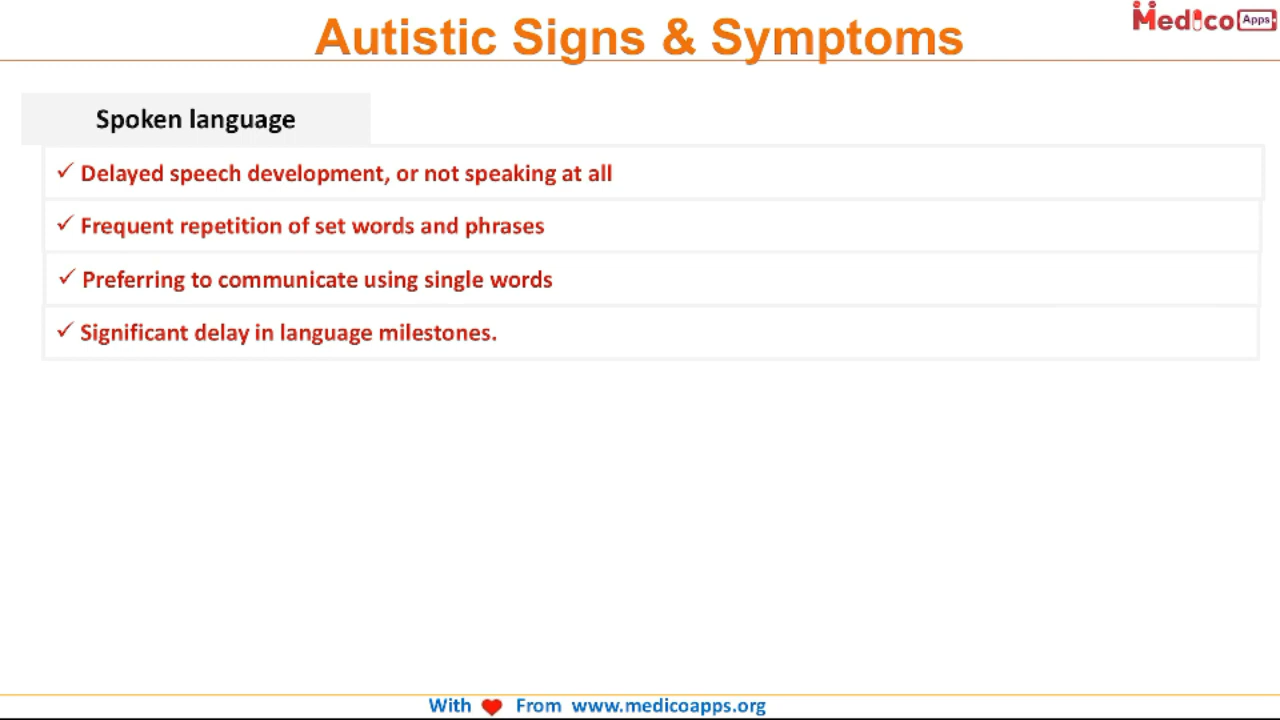 Autistic Signs & Symptoms
Medico Apps
Spoken language
✓ Delayed speech development, or not speaking at all
✓ Frequent repetition of set words and phrases
✓ Preferring to communicate using single words
✓ Significant delay in language milestones.
With ❤ From www.medicoapps.org